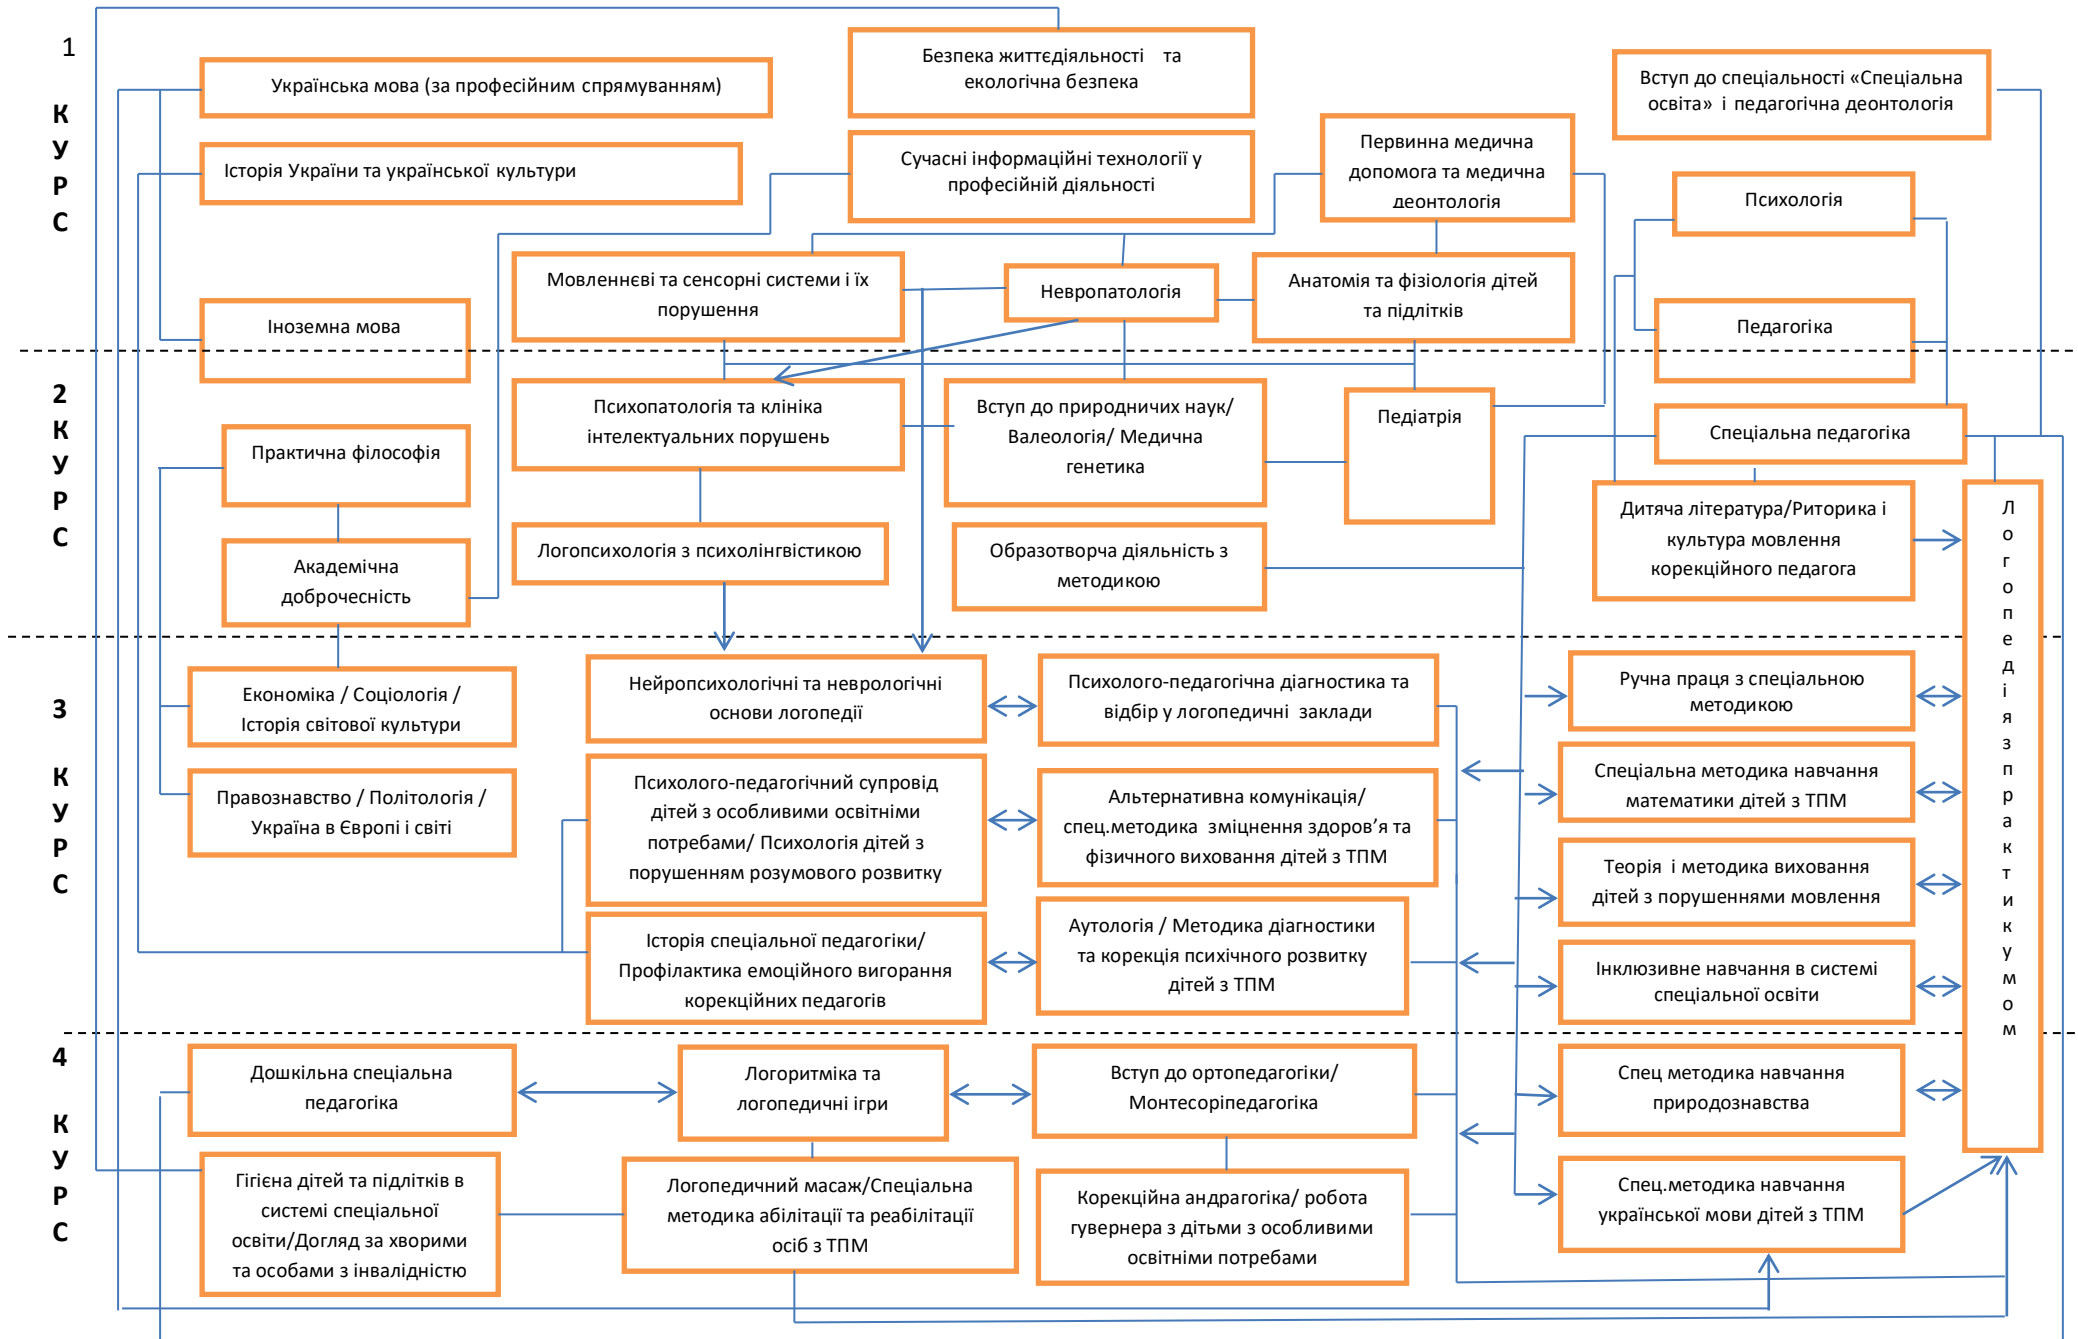 1
К
У
Р
С
Безпека життєдіяльності та
екологічна безпека
Українська мова (за професійним спрямуванням)
Вступ до спеціальності «Спеціальна
освіта» і педагогічна деонтологія
Історія України та української культури
Сучасні інформаційні технології у
професійній діяльності
Первинна медична
допомога та медична
деонтологія
Психологія
Мовленнєві та сенсорні системи і їх
порушення
Невропатологія
Анатомія та фізіологія дітей
та підлітків
Іноземна мова
Педагогіка
2
К
У
Р
С
Психопатологія та клініка
інтелектуальних порушень
Вступ до природничих наук/
Валеологія/ Медична
генетика
Педіатрія
Спеціальна педагогіка
Практична філософія
Дитяча література/Риторика і
культура мовлення
корекційного педагога
Л
о
г
о
п
е
д
і
я
з
п
р
а
к
т
и
к
у
м
о
м
Академічна
доброчесність
Логопсихологія з психолінгвістикою
Образотворча діяльність з
методикою
3
К
У
Р
С
Економіка / Соціологія /
Історія світової культури
Нейропсихологічні та неврологічні
основи логопедії
Психолого-педагогічна діагностика та
відбір у логопедичні заклади
Ручна праця з спеціальною
методикою
Правознавство / Політологія /
Україна в Європі і світі
Психолого-педагогічний супровід
дітей з особливими освітніми
потребами/ Психологія дітей з
порушенням розумового розвитку
Альтернативна комунікація/
спец.методика зміцнення здоров’я та
фізичного виховання дітей з ТПМ
Спеціальна методика навчання
математики дітей з ТПМ
Теорія і методика виховання
дітей з порушеннями мовлення
Історія спеціальної педагогіки/
Профілактика емоційного вигорання
корекційних педагогів
Аутологія / Методика діагностики
та корекція психічного розвитку
дітей з ТПМ
Інклюзивне навчання в системі
спеціальної освіти
4
К
У
Р
С
Дошкільна спеціальна
педагогіка
Логоритміка та
логопедичні ігри
Вступ до ортопедагогіки/
Монтесоріпедагогіка
Спец методика навчання
природознавства
Гігієна дітей та підлітків в
системі спеціальної
освіти/Догляд за хворими
та особами з інвалідністю
Логопедичний масаж/Спеціальна
методика абілітації та реабілітації
осіб з ТПМ
Корекційна андрагогіка/ робота
гувернера з дітьми з особливими
освітніми потребами
Спец.методика навчання
української мови дітей з ТПМ